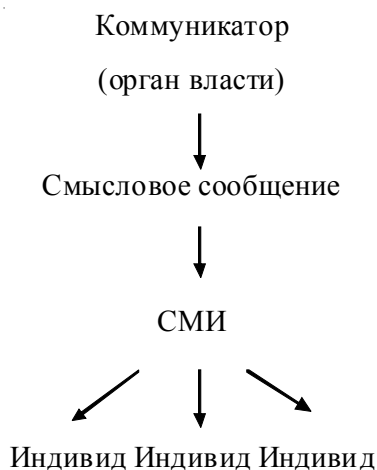 Коммуникатор
(орган власти)
Смысловое сообщение
СМИ
Индивид Индивид Индивид